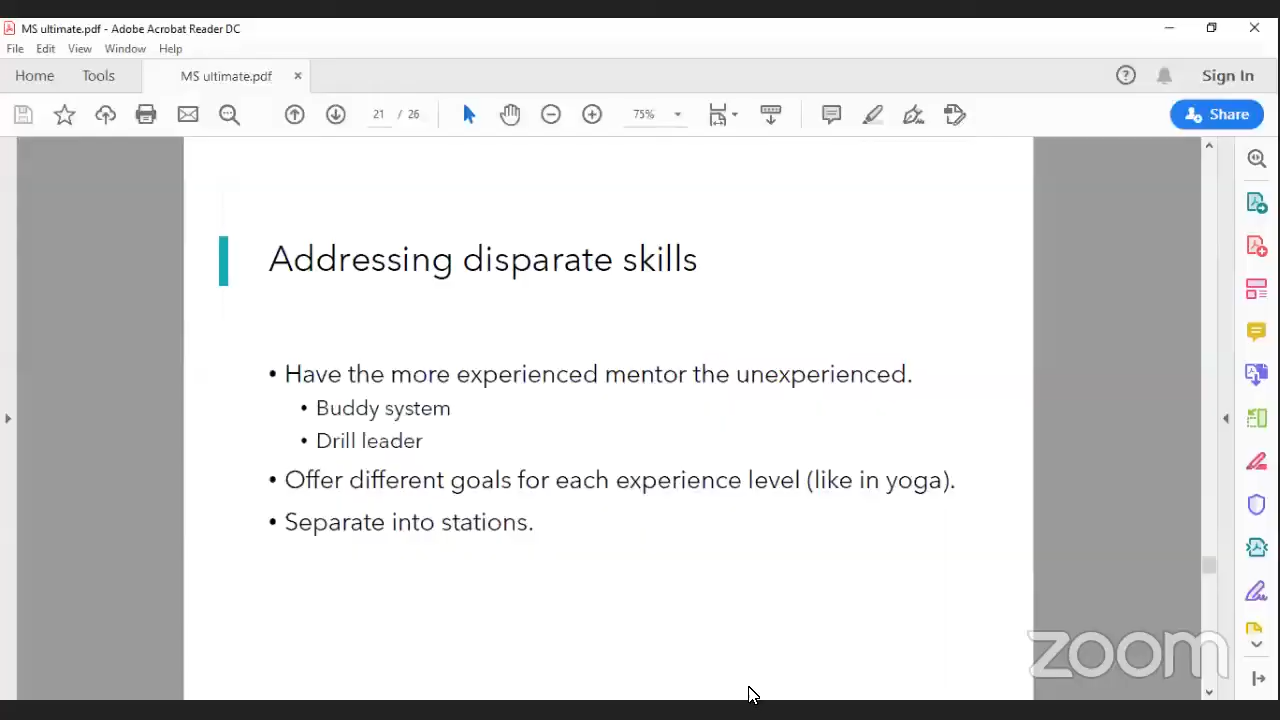 MS ultimate.pdf - Adobe Acrobat Reader DC
File Edit View Window Help
Home Tools MS ultimate.pdf × Sign In
21 / 26 75% Share
Addressing disparate skills
• Have the more experienced mentor the unexperienced.
• Buddy system
• Drill leader
• Offer different goals for each experience level (like in yoga).
• Separate into stations.
zoom